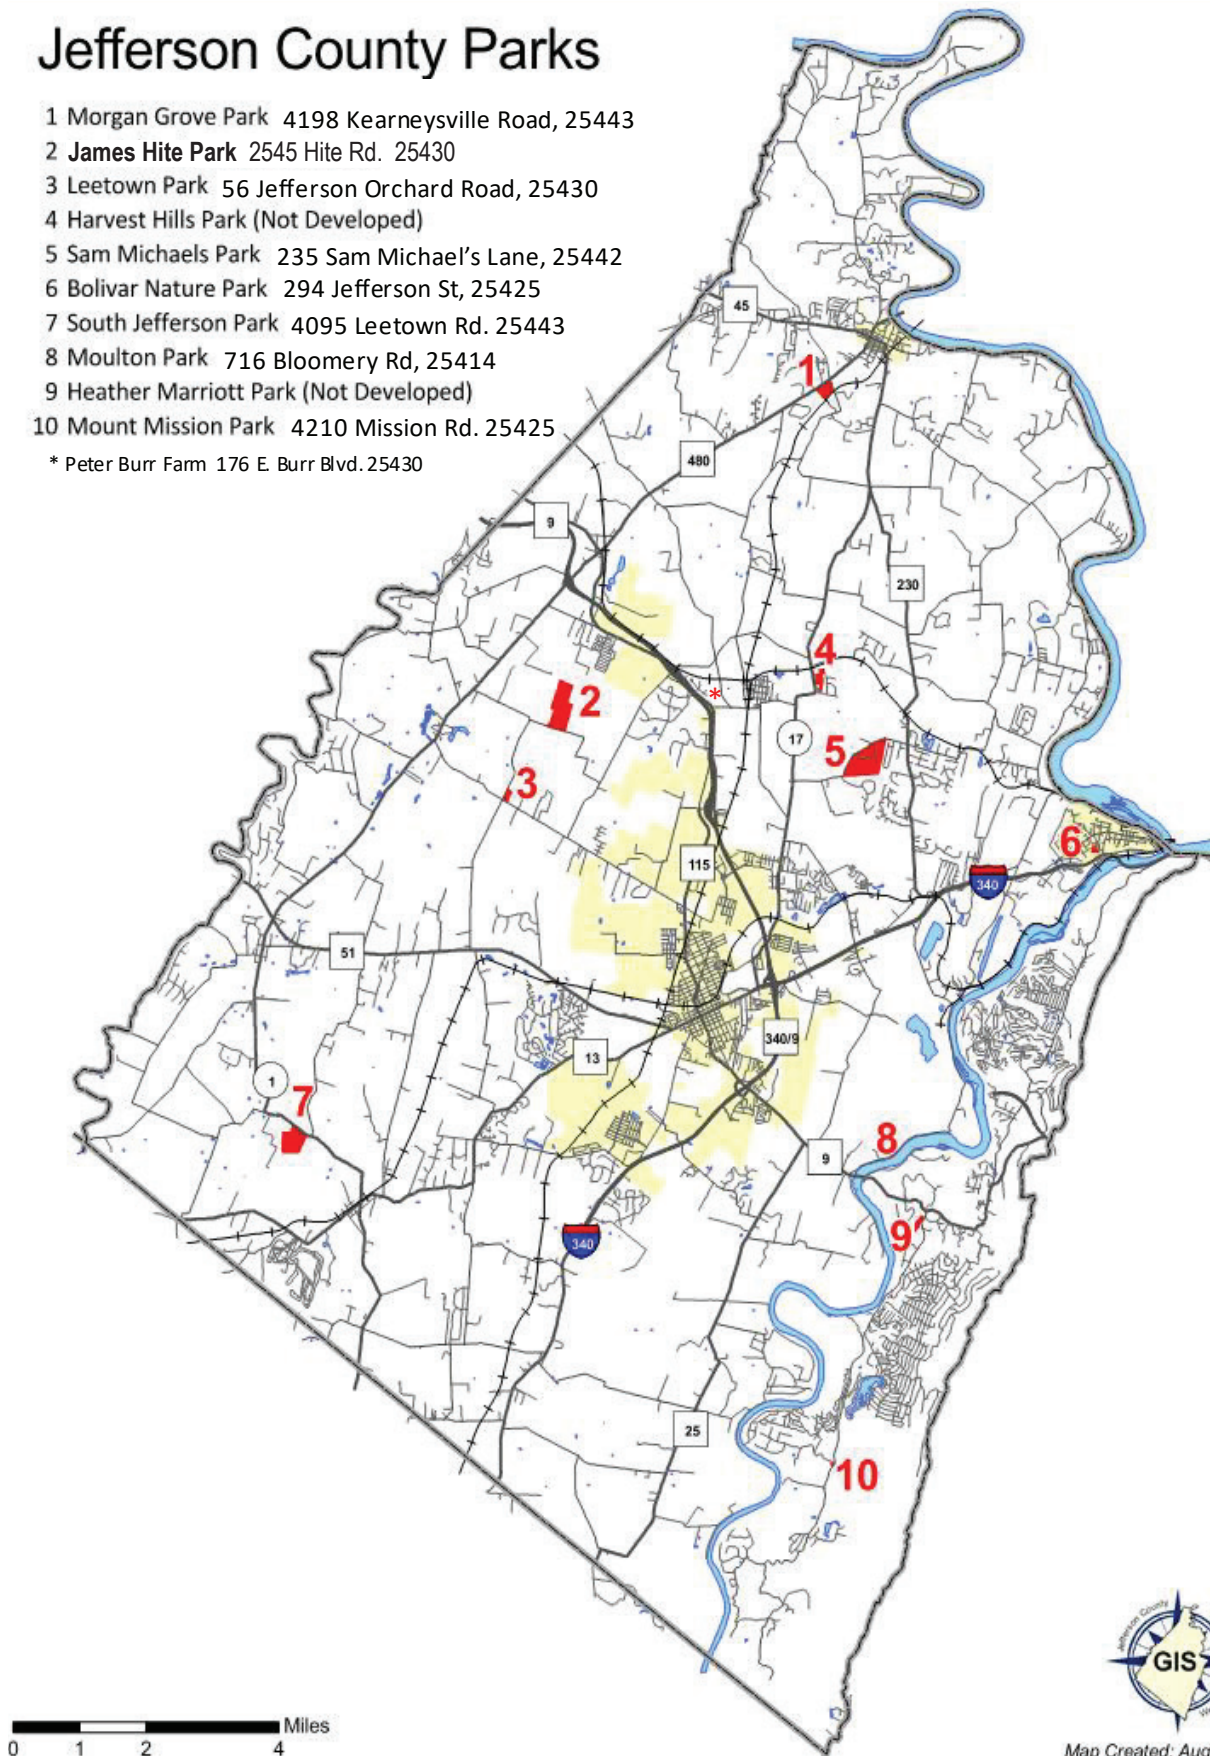 Jefferson County Parks
1 Morgan Grove Park 4198 Kearneysville Road, 25443
2 James Hite Park 2545 Hite Rd. 25430
3 Leetown Park 56 Jefferson Orchard Road, 25430
4 Harvest Hills Park (Not Developed)
5 Sam Michaels Park 235 Sam Michael's Lane, 25442
6 Bolivar Nature Park 294 Jefferson St, 25425
7 South Jefferson Park 4095 Leetown Rd. 25443
8 Moulton Park 716 Bloomery Rd, 25414
9 Heather Marriott Park (Not Developed)
10 Mount Mission Park 4210 Mission Rd. 25425
* Peter Burr Farm 176 E. Burr Blvd. 25430
45
1
480
9
230
4
*
2
17
5
3
6
115
340
51
340/9
13
1
7
8
9
9
340
25
10
Jefferson County
GIS
Miles
0 1 2 4
Map Created: Aug